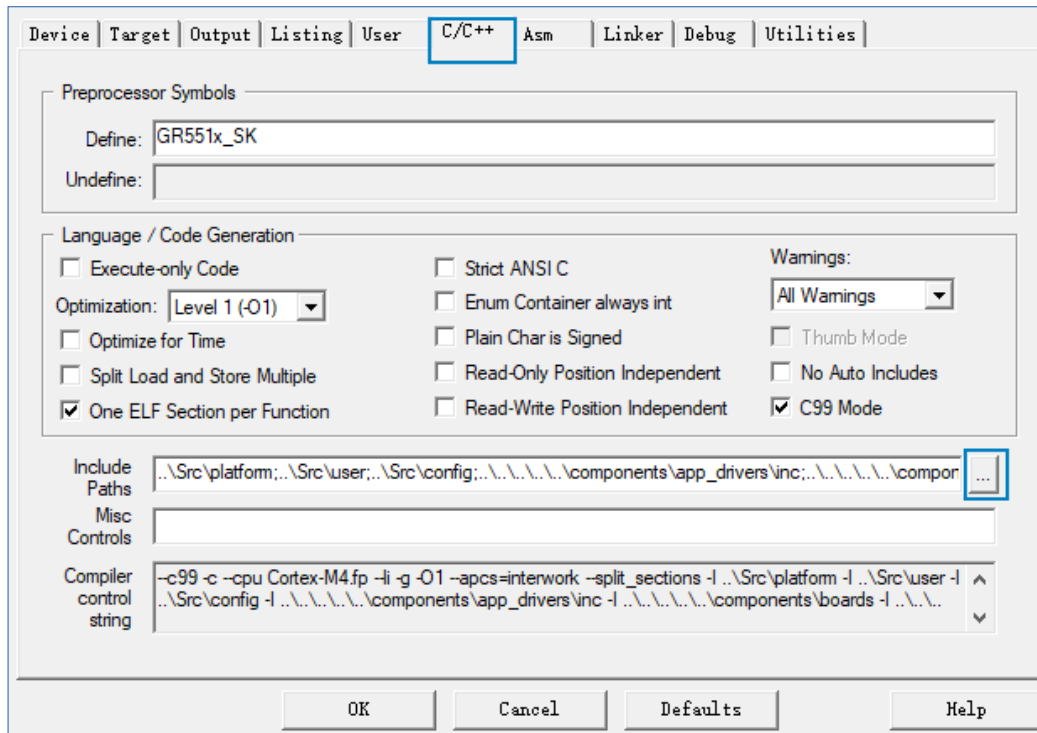 Device Target Output Listing User C/C++ Asm Linker Debug Utilities
Preprocessor Symbols
Define: GR551x_SK
Undefine:
Language / Code Generation
Execute-only Code
Optimization: Level 1 (-O1)
Optimize for Time
Split Load and Store Multiple
One ELF Section per Function
Strict ANSI C
Enum Container always int
Plain Char is Signed
Read-Only Position Independent
Read-Write Position Independent
Warnings:
All Warnings
Thumb Mode
No Auto Includes
C99 Mode
Include
Paths
..\Src\platform;..\Src\user;..\Src\config;..\..\..\..\..\components\app_drivers\inc;..\..\..\..\..\compon
...
Misc
Controls
Compiler
control
string
--c99 -c --cpu Cortex-M4.fp --li -g -O1 --apcs=interwork --split_sections -I ..\Src\platform -I ..\Src\user -I
..\Src\config -I ..\..\..\..\..\components\app_drivers\inc -I ..\..\..\..\..\components\boards -I ..\..\..
OK Cancel Defaults Help